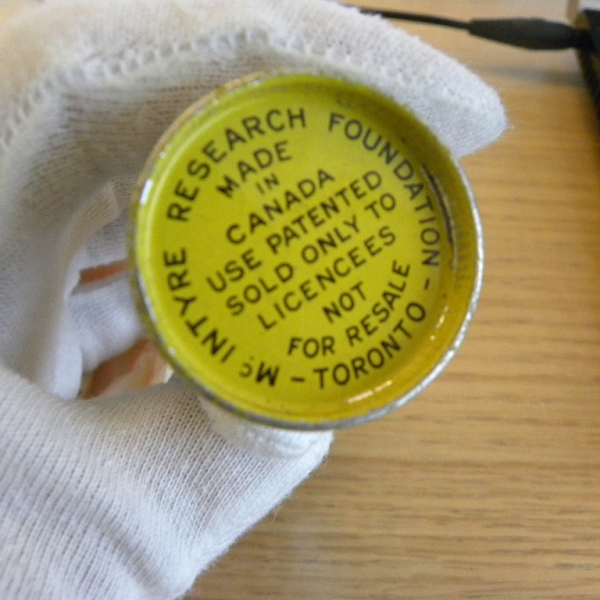 McINTYRE RESEARCH FOUNDATION - TORONTO -
MADE
IN
CANADA
USE PATENTED
SOLD ONLY TO
LICENCEES
NOT
FOR RESALE